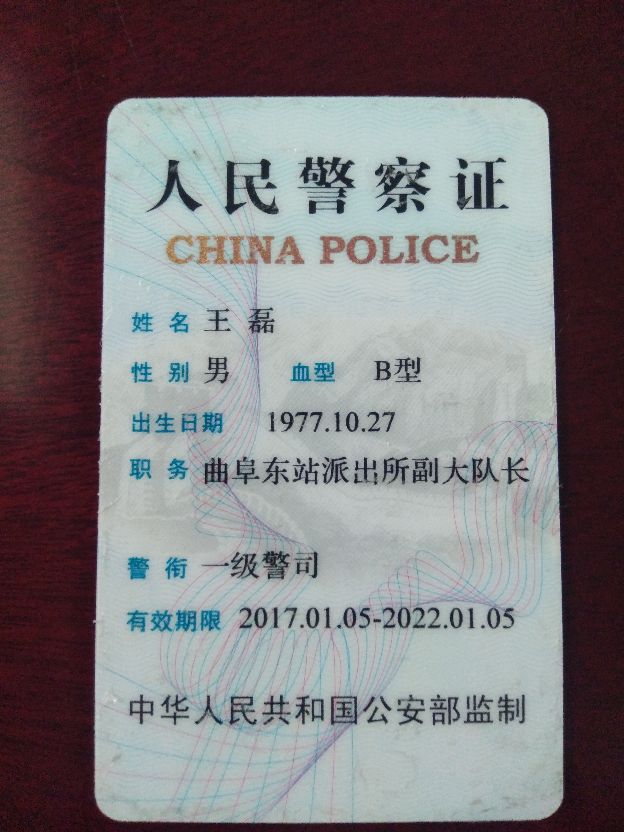 人民警察证
CHINA POLICE
姓名 王磊
性别 男 血型 B型
出生日期 1977.10.27
职务 曲阜东站派出所副大队长
警衔 一级警司
有效期限 2017.01.05-2022.01.05
中华人民共和国公安部监制